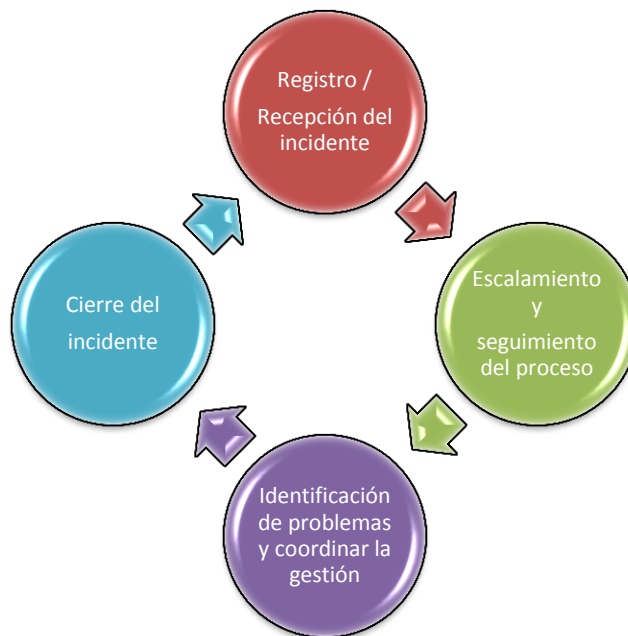 Registro /
Recepción del
incidente
Escalamiento
y
seguimiento
del proceso
Identificación
de problemas
y coordinar la
gestión
Cierre del
incidente